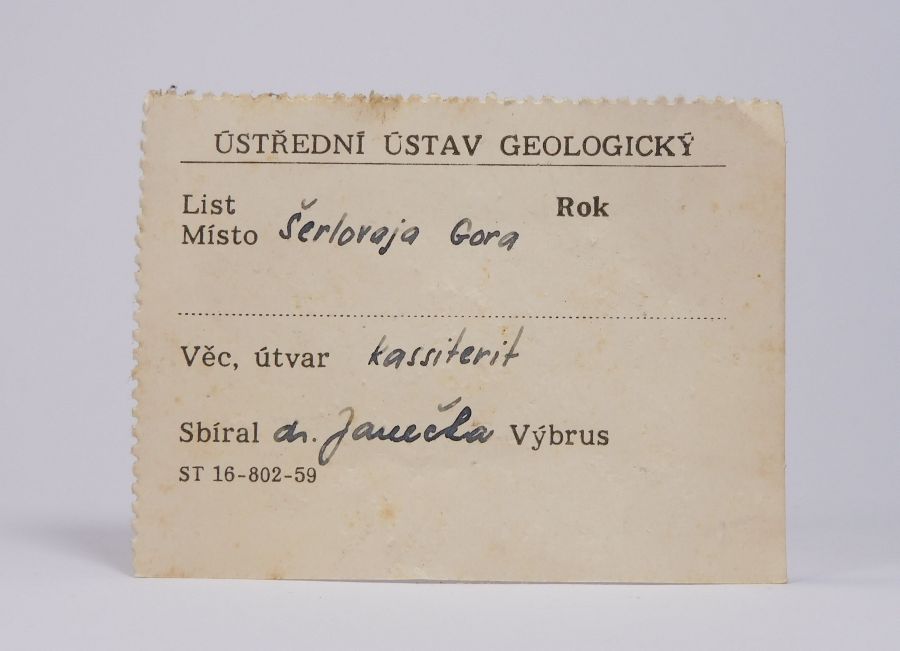 ÚSTŘEDNÍ ÚSTAV GEOLOGICKÝ
List Rok
Místo Šerlovaja Gora
Věc, útvar kassiterit
Sbíral dr. Janečka Výbrus
ST 16-802-59